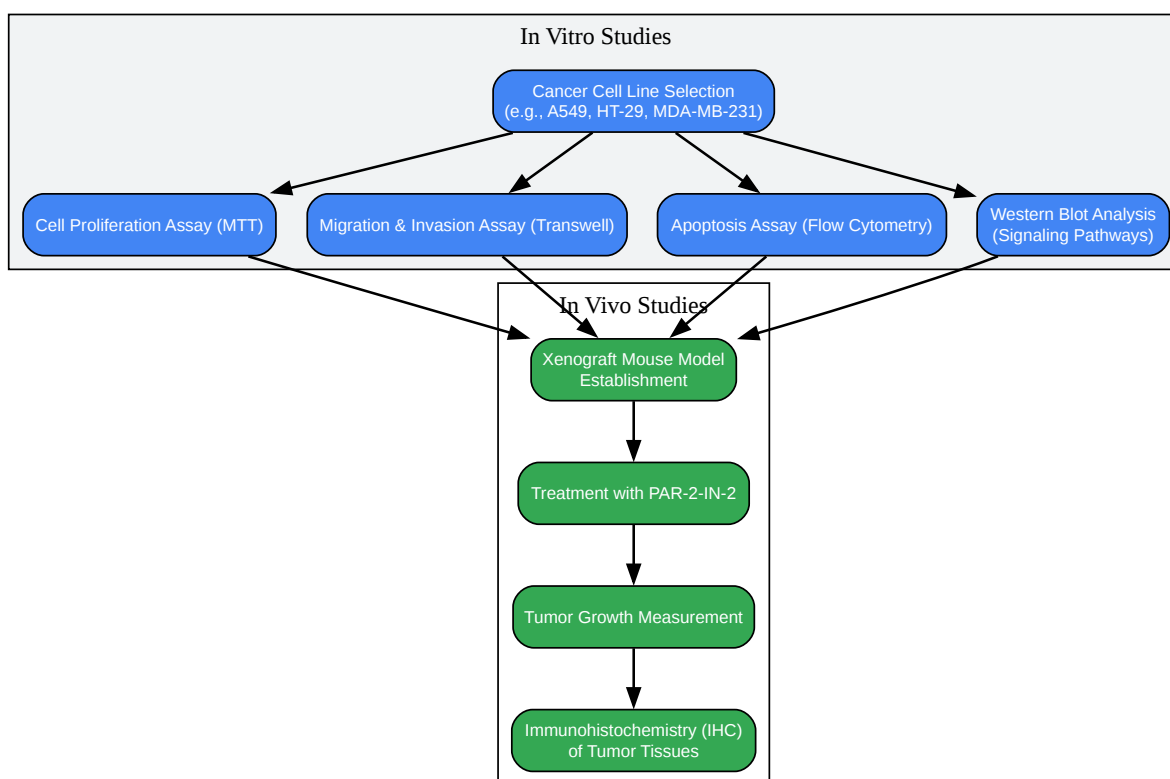 In Vitro Studies
Cancer Cell Line Selection
(e.g., A549, HT-29, MDA-MB-231)
Cell Proliferation Assay (MTT)
Migration & Invasion Assay (Transwell)
Apoptosis Assay (Flow Cytometry)
Western Blot Analysis
(Signaling Pathways)
In Vivo Studies
Xenograft Mouse Model
Establishment
Treatment with PAR-2-IN-2
Tumor Growth Measurement
Immunohistochemistry (IHC)
of Tumor Tissues